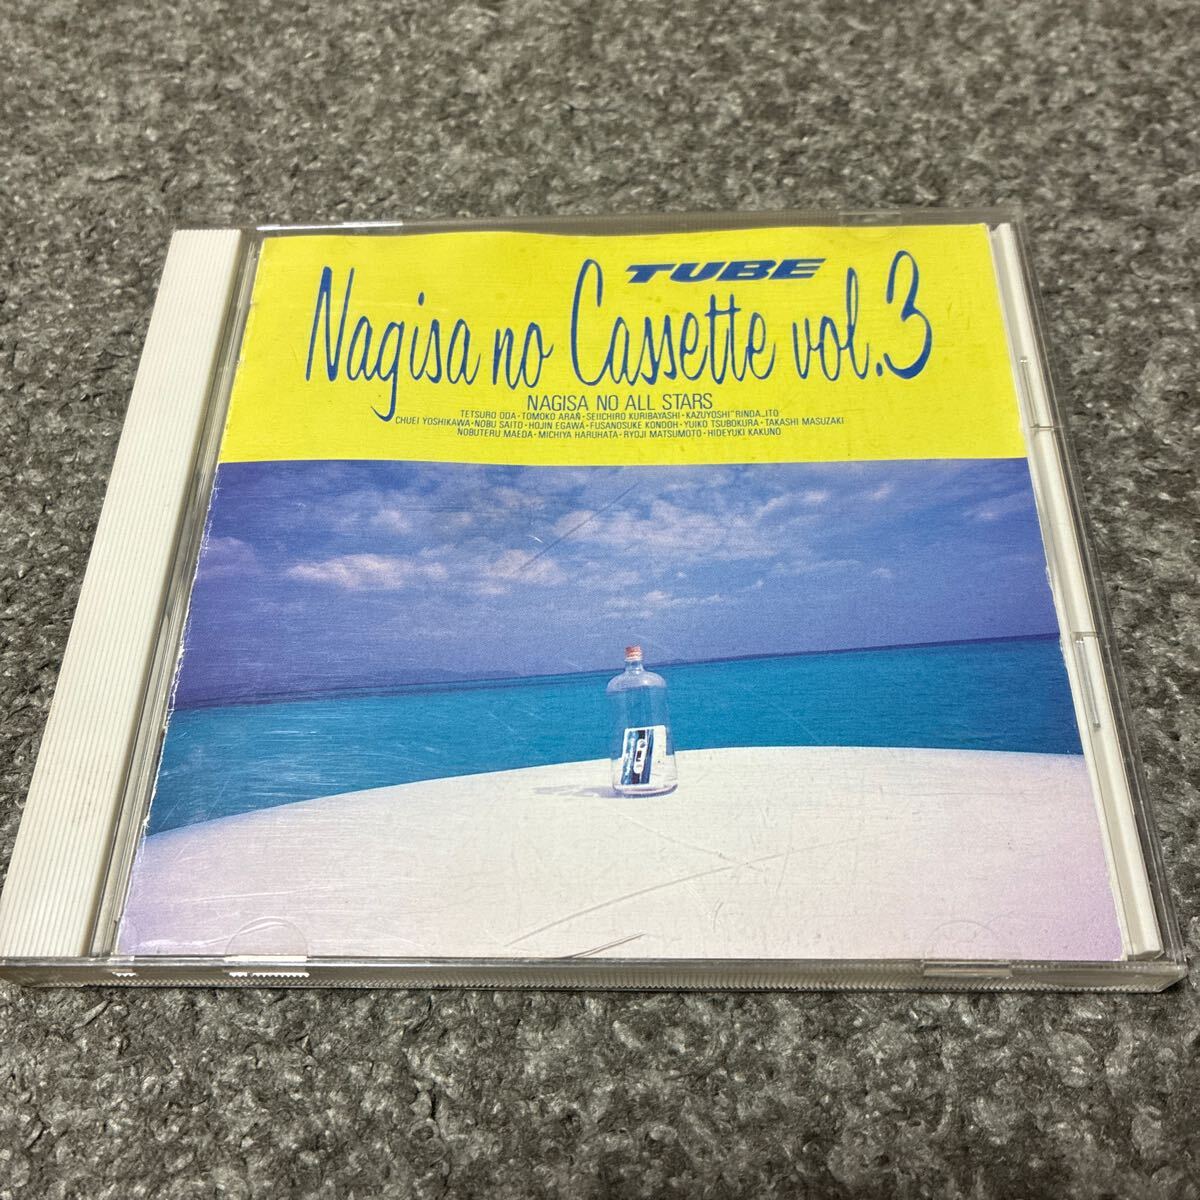 TUBE
Nagisa no Cassette vol.3
NAGISA NO ALL STARS
TETSURO ODA・TOMOKO ARAÑ・SEIICHIRO KURIBAYASHI・KAZUYOSHI"RINDA„ITO
CHUEI YOSHIKAWA・NOBU SAITO・HOJIN EGAWA・FUSANOSUKE KONDOH・YUIKO TSUBOKURA・TAKASHI MASUZAKI
NOBUTERU MAEDA・MICHIYA HARUHATA・RYOJI MATSUMOTO・HIDEYUKI KAKUNO